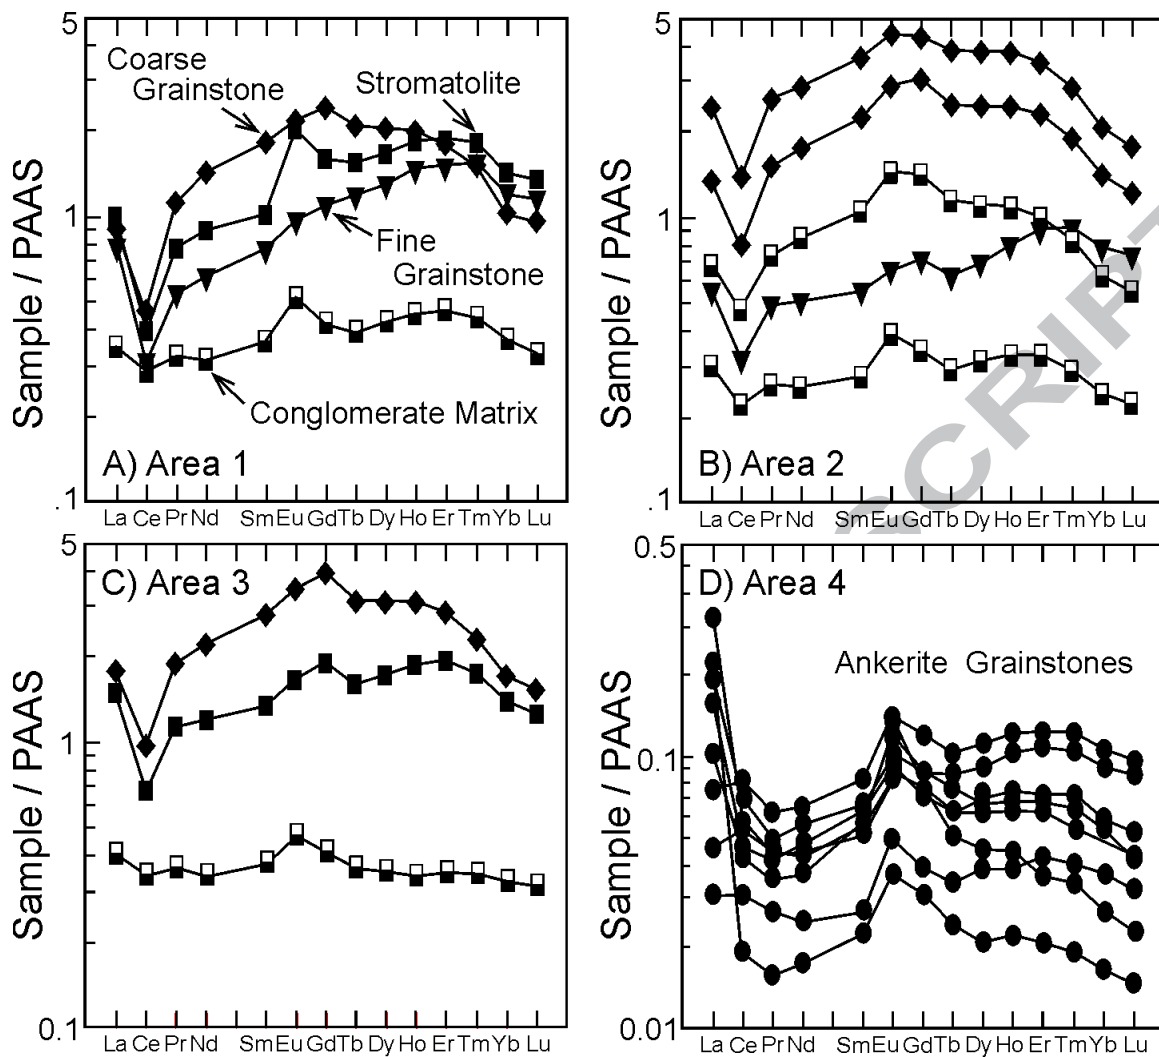 5
Coarse
Grainstone
Stromatolite
1
Fine
Grainstone
Conglomerate Matrix
A) Area 1
.1
Sample / PAAS
La Ce Pr Nd Sm Eu Gd Tb Dy Ho Er Tm Yb Lu
5
1
B) Area 2
.1
Sample / PAAS
La Ce Pr Nd Sm Eu Gd Tb Dy Ho Er Tm Yb Lu
SCRIPT
5
C) Area 3
1
0.1
Sample / PAAS
La Ce Pr Nd Sm Eu Gd Tb Dy Ho Er Tm Yb Lu
0.5
D) Area 4
Ankerite Grainstones
0.1
0.01
Sample / PAAS
La Ce Pr Nd Sm Eu Gd Tb Dy Ho Er Tm Yb Lu